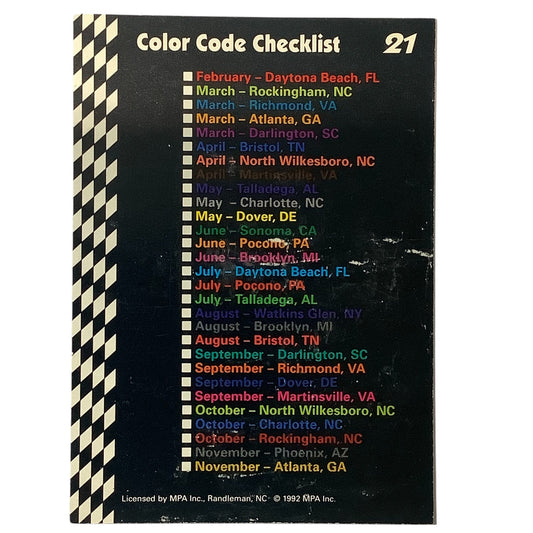 Color Code Checklist 21
February – Daytona Beach, FL
March – Rockingham, NC
March – Richmond, VA
March – Atlanta, GA
March – Darlington, SC
April – Bristol, TN
April – North Wilkesboro, NC
April – Martinsville, VA
May – Talladega, AL
May – Charlotte, NC
May – Dover, DE
June – Sonoma, CA
June – Pocono, PA
June – Brooklyn, MI
July – Daytona Beach, FL
July – Pocono, PA
July – Talladega, AL
August – Watkins Glen, NY
August – Brooklyn, MI
August – Bristol, TN
September – Darlington, SC
September – Richmond, VA
September – Dover, DE
September – Martinsville, VA
October – North Wilkesboro, NC
October – Charlotte, NC
October – Rockingham, NC
November – Phoenix, AZ
November – Atlanta, GA
Licensed by MPA Inc., Randleman, NC © 1992 MPA Inc.